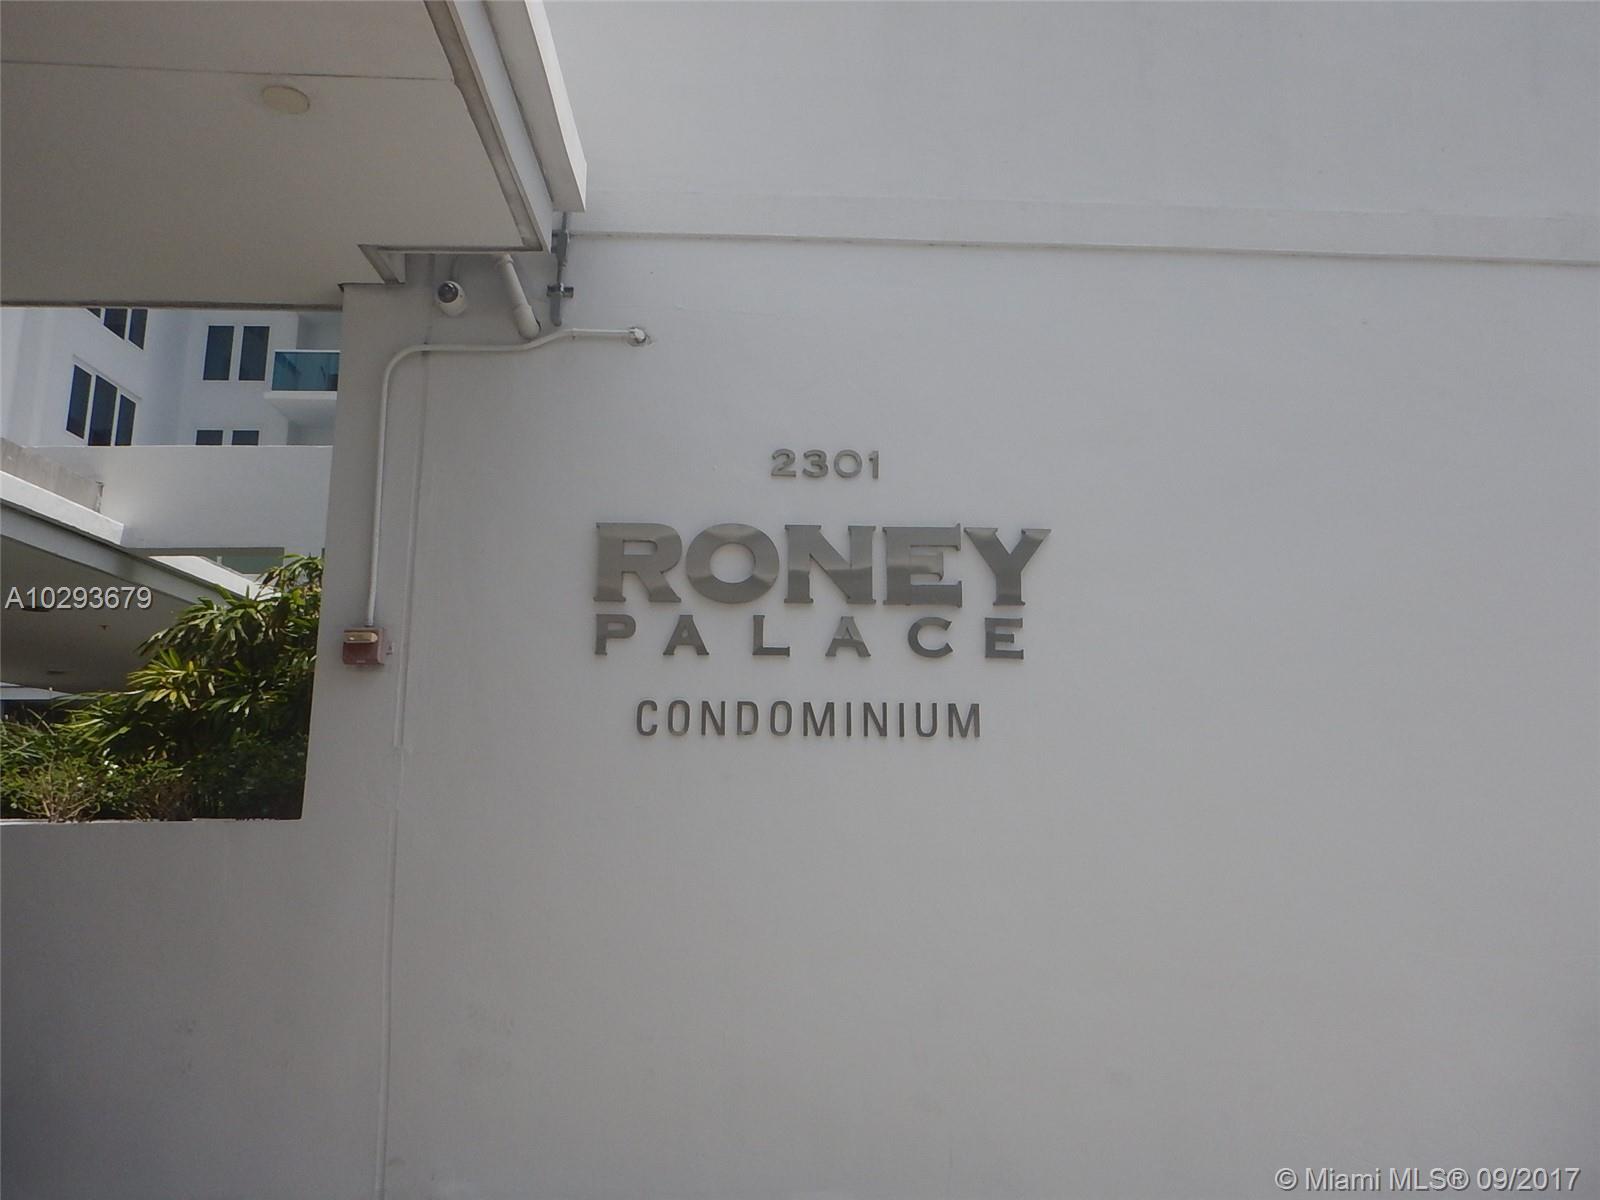 2301
RONEY
PALACE
CONDOMINIUM
A10293679
© Miami MLS® 09/2017